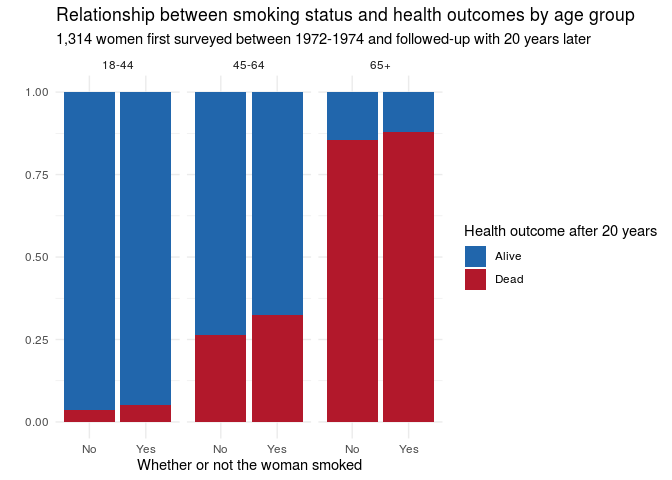 Relationship between smoking status and health outcomes by age group
1,314 women first surveyed between 1972-1974 and followed-up with 20 years later
18-44 45-64 65+
1.00
0.75
0.50
0.25
0.00
Health outcome after 20 years
Alive
Dead
No Yes No Yes No Yes
Whether or not the woman smoked